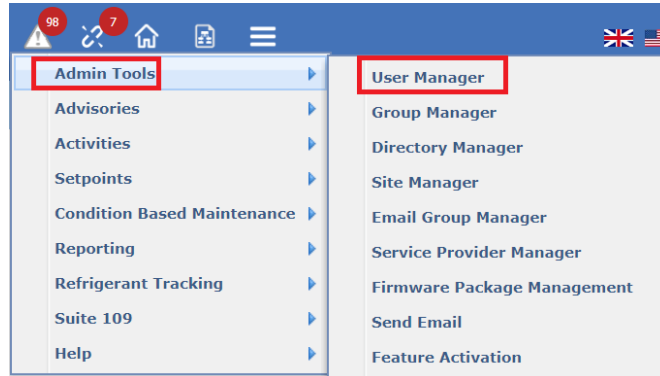 98
7
Admin Tools
Advisories
Activities
Setpoints
Condition Based Maintenance
Reporting
Refrigerant Tracking
Suite 109
Help
User Manager
Group Manager
Directory Manager
Site Manager
Email Group Manager
Service Provider Manager
Firmware Package Management
Send Email
Feature Activation